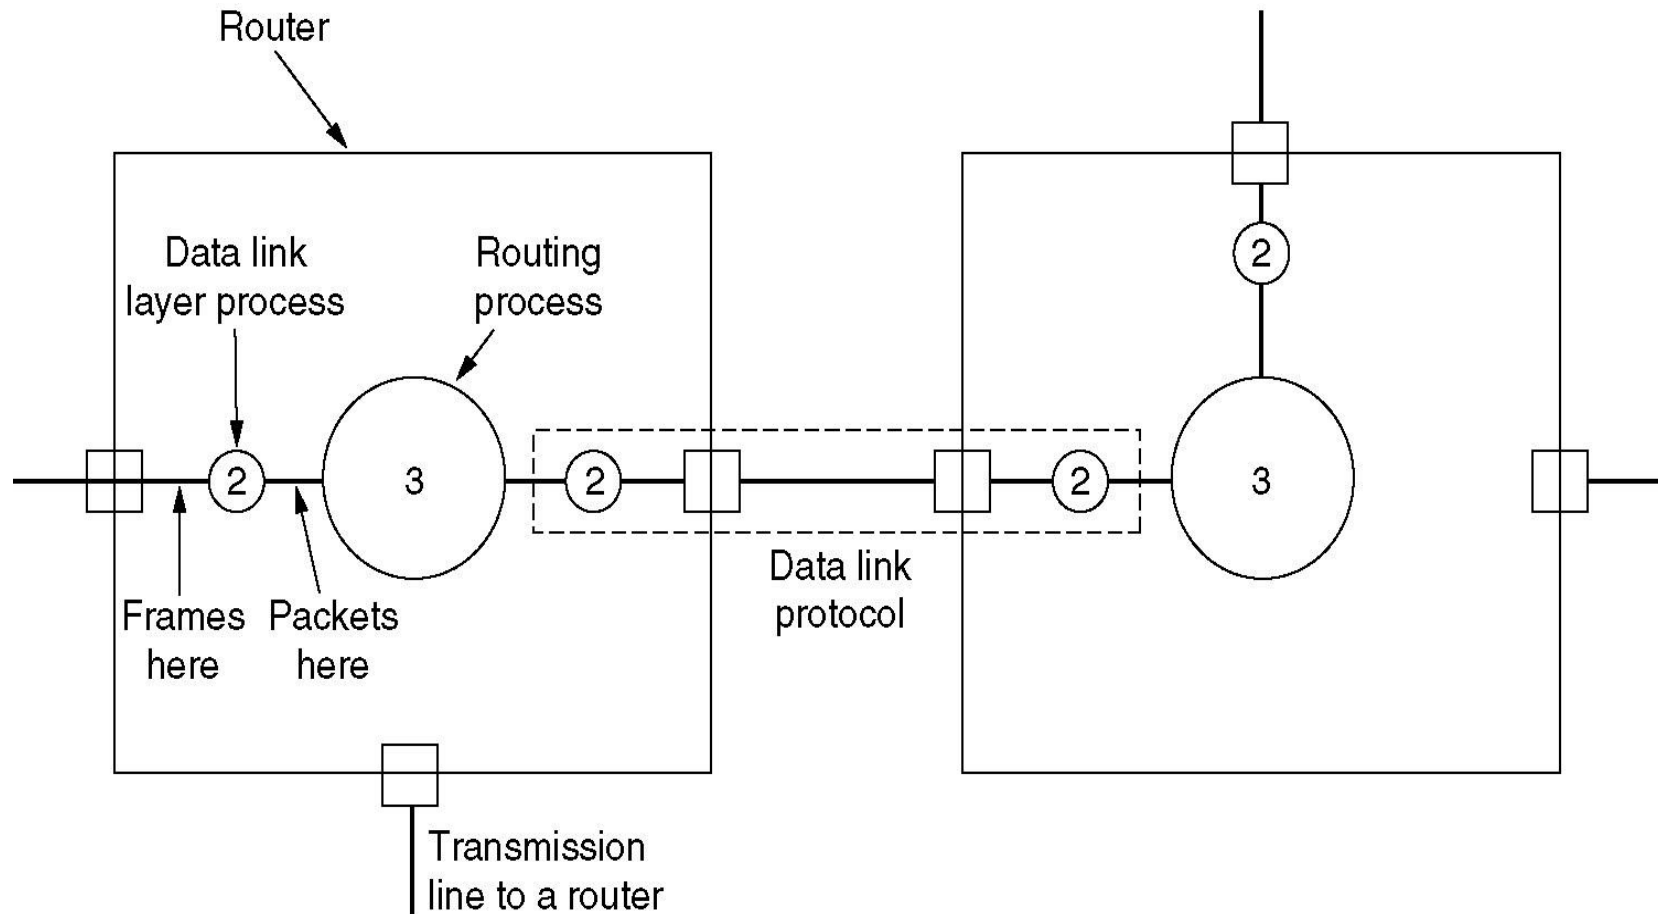 Router
Data link
layer process
Routing
process
2
2
3
2
2
3
Frames
here
Packets
here
Data link
protocol
Transmission
line to a router